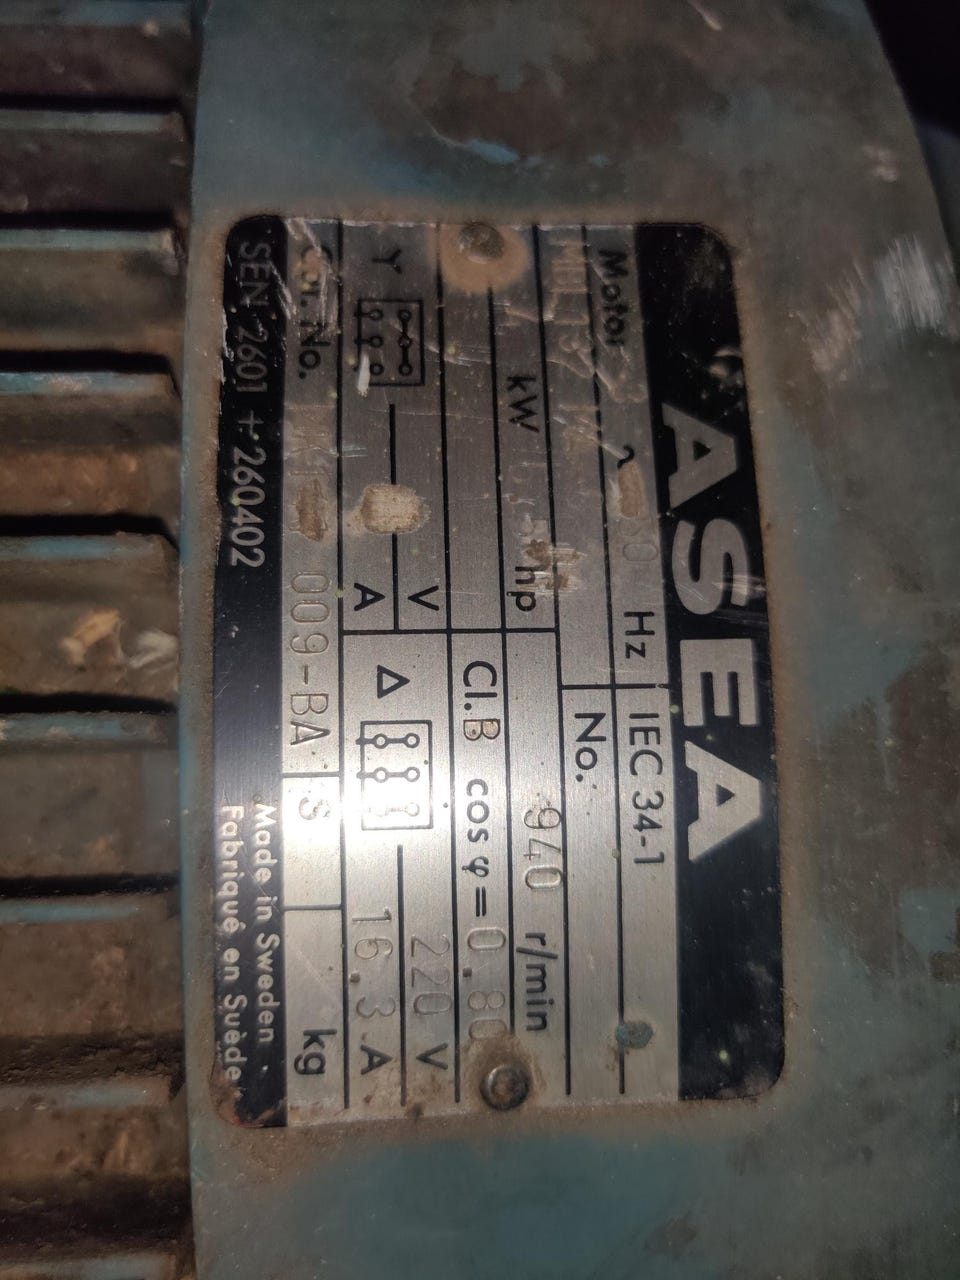 ASEA
Motor Hz IEC 34-1
No.
kW hp 940 r/min
Cl. B cos φ = 0.80
Y V Δ 220 V
A 16.3 A
No. 009-BA S kg
SEN 2601 + 260402
Made in Sweden.
Fabriqué en Suède